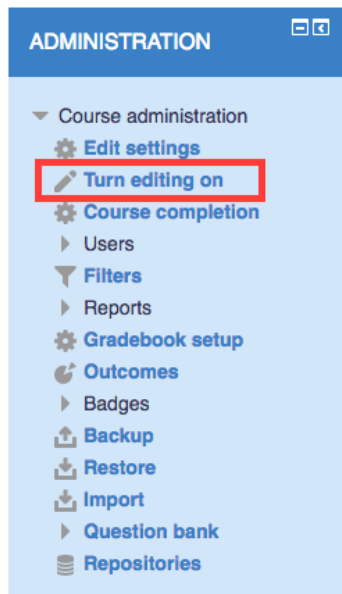 ADMINISTRATION
Course administration
Edit settings
Turn editing on
Course completion
Users
Filters
Reports
Gradebook setup
Outcomes
Badges
Backup
Restore
Import
Question bank
Repositories